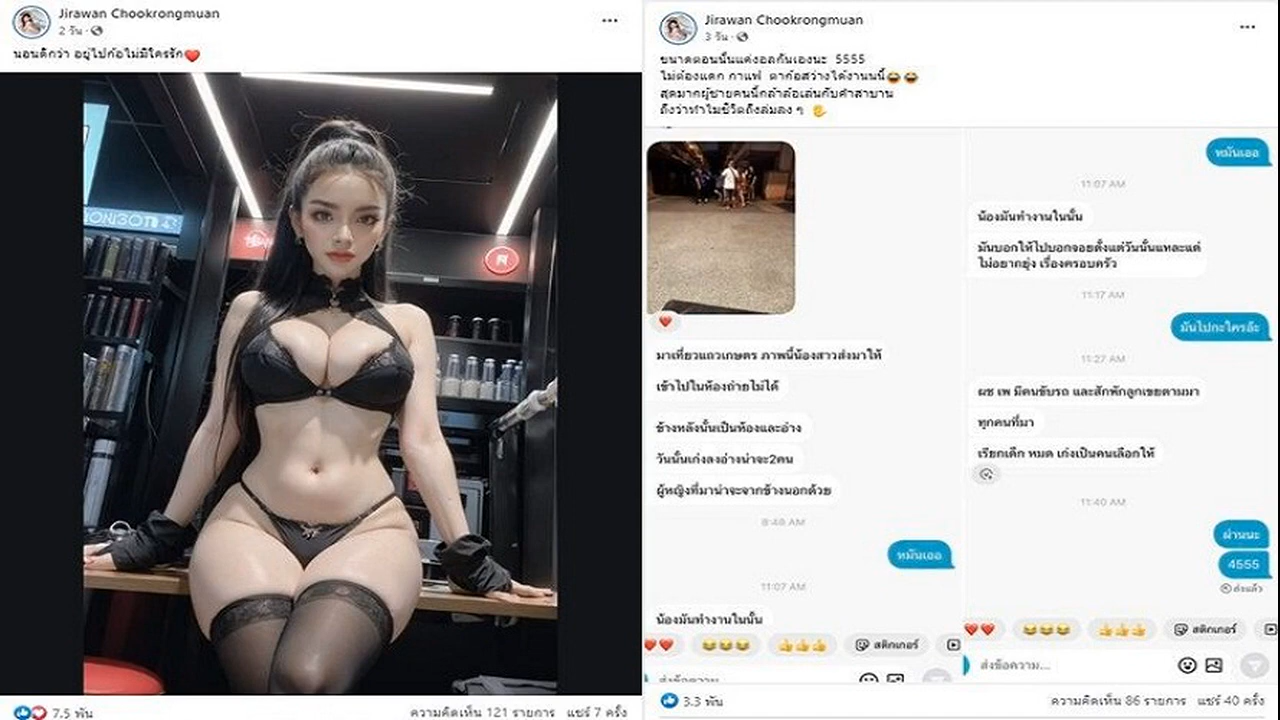 Jirawan Chookrongmuan
2 วัน
นอนดีกว่า อยู่ไปก้อไม่มีใครรัก❤️
7.5 พัน
ความคิดเห็น 121 รายการ แชร์ 7 ครั้ง
Jirawan Chookrongmuan
3 วัน
ขนาดตอนนั้นแค่งอลกันเองนะ 5555
ไม่ต้องแดก กาแฟ ตาก้อสว่างได้งานนนี้😂😂
สุดมากผู้ชายคนนี้กล้าล้อเล่นกับคำสาบาน
ถึงว่าทำไมชีวิตถึงล่มลง ๆ ✋
มาเที่ยวแถวเกษตร ภาพนี้น้องสาวส่งมาให้
เข้าไปในห้องถ่ายไม่ได้
ข้างหลังนั้นเป็นห้องและอ่าง
วันนั้นเก่งลงอ่างน่าจะ2คน
ผู้หญิงที่มาน่าจะจากข้างนอกด้วย
8:48 AM
หมันเออ
11:07 AM
น้องมันทำงานในนั้น
❤️❤️ 😂😂😂 👍👍👍 สติกเกอร์
ส่งข้อความ...
หมันเออ
11:07 AM
น้องมันทำงานในนั้น
มันบอกให้ไปบอกจอยตั้งแต่วันนั้นแหละแต่
ไม่อยากยุ่ง เรื่องครอบครัว
11:17 AM
มันไปกะใครอ๊ะ
11:27 AM
ผช เพ มีคนขับรถ และสักพักลูกเขยตามมา
ทุกคนที่มา
เรียกเด็ก หมด เก่งเป็นคนเลือกให้
11:40 AM
ผ่านนะ
4555
ส่งแล้ว
❤️❤️ 😂😂😂 👍👍👍 สติกเกอร์
ส่งข้อความ...
3.3 พัน
ความคิดเห็น 86 รายการ แชร์ 40 ครั้ง